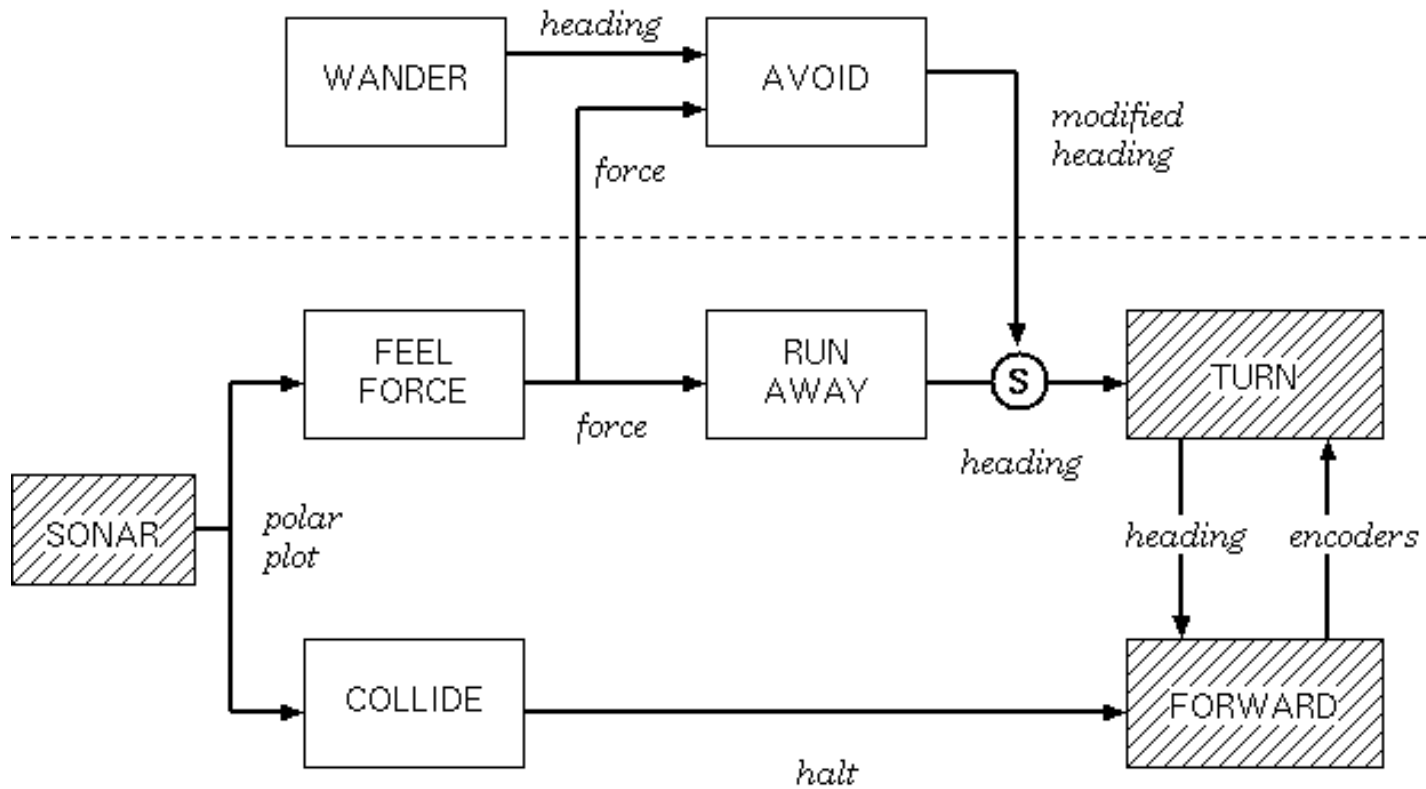 heading
WANDER
AVOID
modified
heading
force
FEEL
FORCE
RUN
AWAY
S
TURN
force
heading
SONAR
polar
plot
heading
encoders
COLLIDE
FORWARD
halt